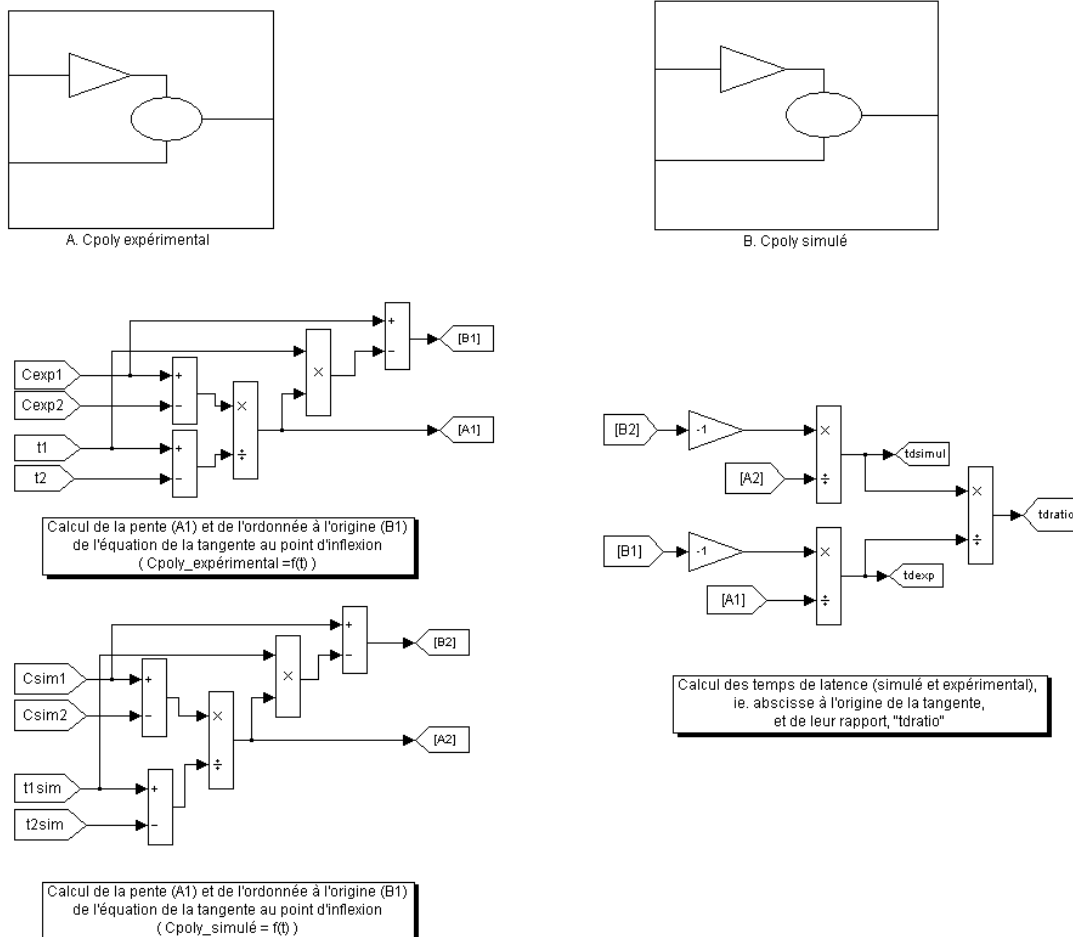 A. Cpoly expérimental
B. Cpoly simulé
+
−
[B1]
×
Cexp1
+
Cexp2
−
×
÷
[A1]
t1
+
t2
−
Calcul de la pente (A1) et de l'ordonnée à l'origine (B1)
de l'équation de la tangente au point d'inflexion
( Cpoly_expérimental =f(t) )
+
−
[B2]
×
Csim1
+
Csim2
−
×
÷
[A2]
t1sim
+
t2sim
−
Calcul de la pente (A1) et de l'ordonnée à l'origine (B1)
de l'équation de la tangente au point d'inflexion
( Cpoly_simulé = f(t) )
[B2]
-1
×
tdsimul
[A2]
÷
×
tdratio
÷
[B1]
-1
×
tdexp
[A1]
÷
Calcul des temps de latence (simulé et expérimental),
ie. abscisse à l'origine de la tangente,
et de leur rapport, "tdratio"